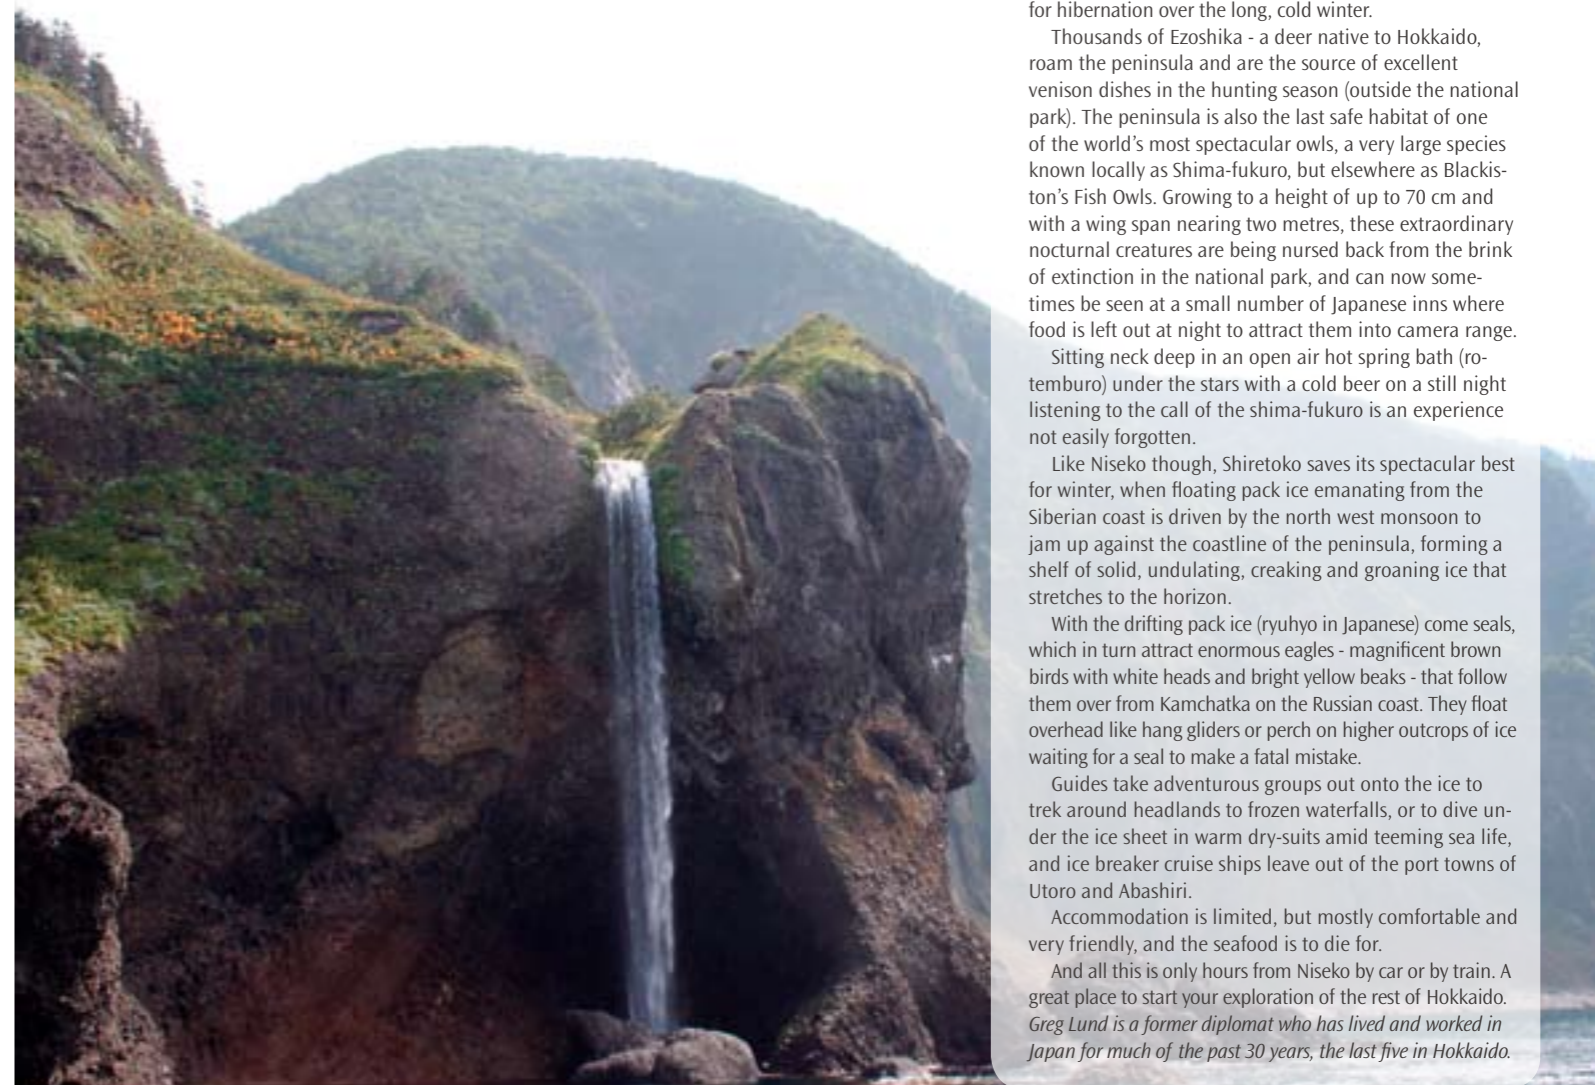 for hibernation over the long, cold winter.
Thousands of Ezoshika - a deer native to Hokkaido,
roam the peninsula and are the source of excellent
venison dishes in the hunting season (outside the national
park). The peninsula is also the last safe habitat of one
of the world's most spectacular owls, a very large species
known locally as Shima-fukuro, but elsewhere as Blackis-
ton's Fish Owls. Growing to a height of up to 70 cm and
with a wing span nearing two metres, these extraordinary
nocturnal creatures are being nursed back from the brink
of extinction in the national park, and can now some-
times be seen at a small number of Japanese inns where
food is left out at night to attract them into camera range.
Sitting neck deep in an open air hot spring bath (ro-
temburo) under the stars with a cold beer on a still night
listening to the call of the shima-fukuro is an experience
not easily forgotten.
Like Niseko though, Shiretoko saves its spectacular best
for winter, when floating pack ice emanating from the
Siberian coast is driven by the north west monsoon to
jam up against the coastline of the peninsula, forming a
shelf of solid, undulating, creaking and groaning ice that
stretches to the horizon.
With the drifting pack ice (ryuhyo in Japanese) come seals,
which in turn attract enormous eagles - magnificent brown
birds with white heads and bright yellow beaks - that follow
them over from Kamchatka on the Russian coast. They float
overhead like hang gliders or perch on higher outcrops of ice
waiting for a seal to make a fatal mistake.
Guides take adventurous groups out onto the ice to
trek around headlands to frozen waterfalls, or to dive un-
der the ice sheet in warm dry-suits amid teeming sea life,
and ice breaker cruise ships leave out of the port towns of
Utoro and Abashiri.
Accommodation is limited, but mostly comfortable and
very friendly, and the seafood is to die for.
And all this is only hours from Niseko by car or by train. A
great place to start your exploration of the rest of Hokkaido.
Greg Lund is a former diplomat who has lived and worked in
Japan for much of the past 30 years, the last five in Hokkaido.